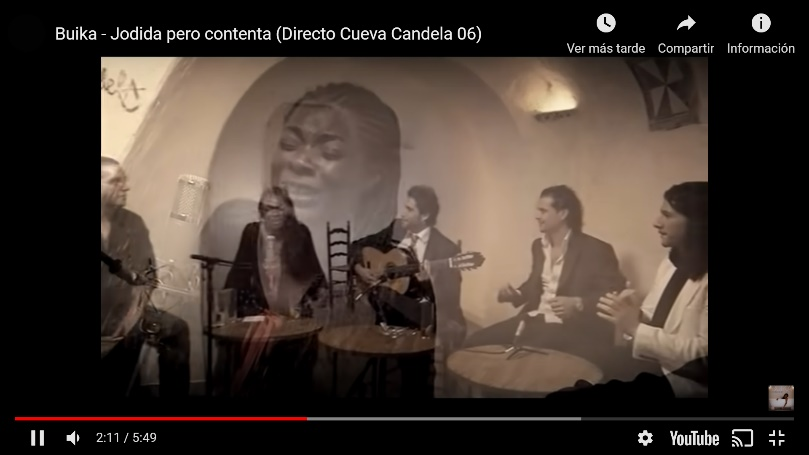 Buika - Jodida pero contenta (Directo Cueva Candela 06)
Ver más tarde
Compartir
Información
2:11 / 5:49
YouTube